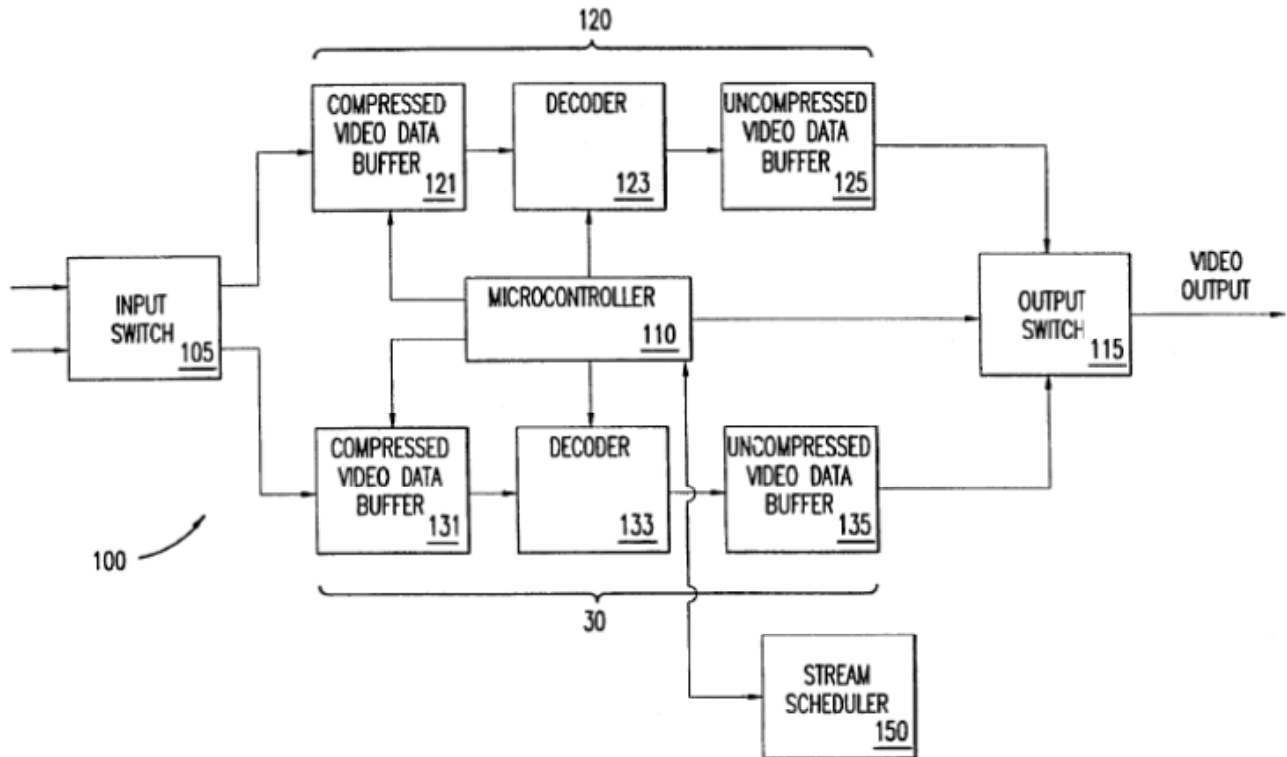 120
COMPRESSED
VIDEO DATA
BUFFER
121
DECODER
123
UNCOMPRESSED
VIDEO DATA
BUFFER
125
INPUT
SWITCH
105
MICROCONTROLLER
110
OUTPUT
SWITCH
115
VIDEO
OUTPUT
COMPRESSED
VIDEO DATA
BUFFER
131
DECODER
133
UNCOMPRESSED
VIDEO DATA
BUFFER
135
100
30
STREAM
SCHEDULER
150